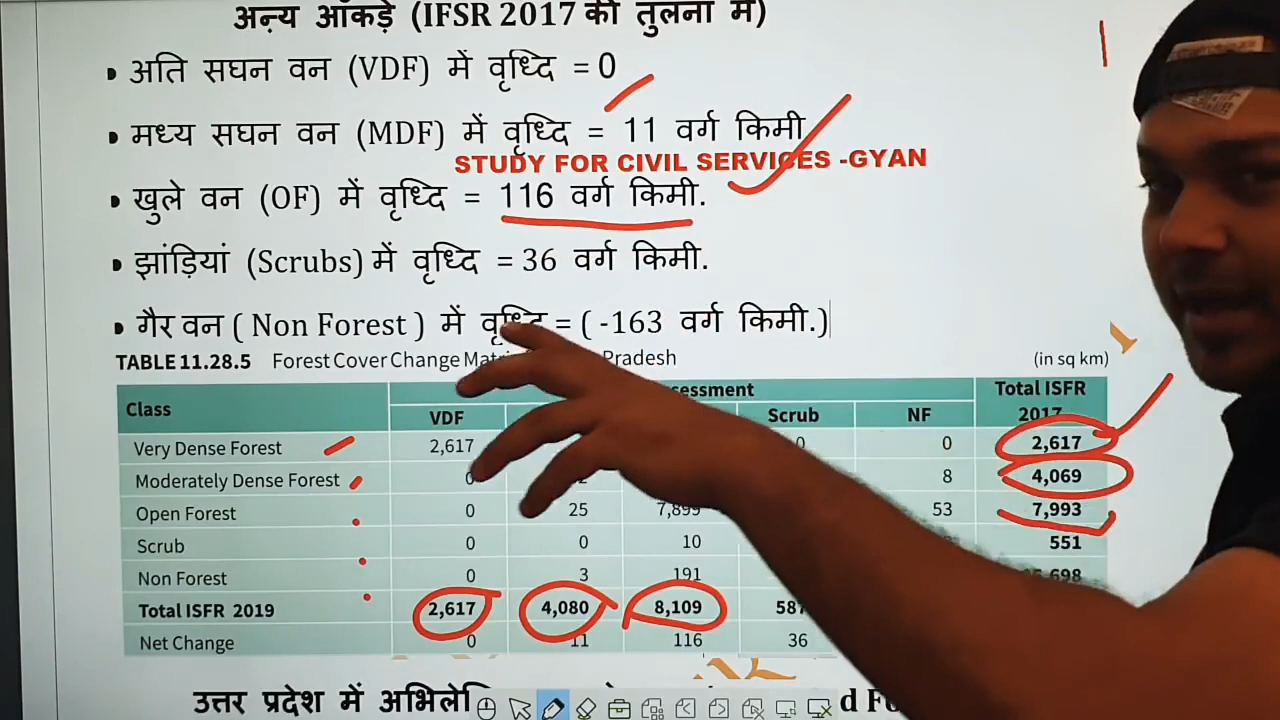 अन्य आँकड़े (IFSR 2017 की तुलना में)
अति सघन वन (VDF) में वृध्दि = 0
मध्य सघन वन (MDF) में वृध्दि = 11 वर्ग किमी
STUDY FOR CIVIL SERVICES -GYAN
खुले वन (OF) में वृध्दि = 116 वर्ग किमी.
झांड़ियां (Scrubs) में वृध्दि = 36 वर्ग किमी.
गैर वन ( Non Forest ) में वृध्दि = ( -163 वर्ग किमी.)
TABLE 11.28.5 Forest Cover Change Pradesh (in sq km)
Class Total ISFR 2017
VDF Scrub NF
Very Dense Forest 2,617 0 0 2,617
Moderately Dense Forest 0 8 4,069
Open Forest 0 25 7,899 53 7,993
Scrub 0 0 10 551
Non Forest 0 3 191
Total ISFR 2019 2,617 4,080 8,109 587
Net Change 0 11 116 36
उत्तर प्रदेश में